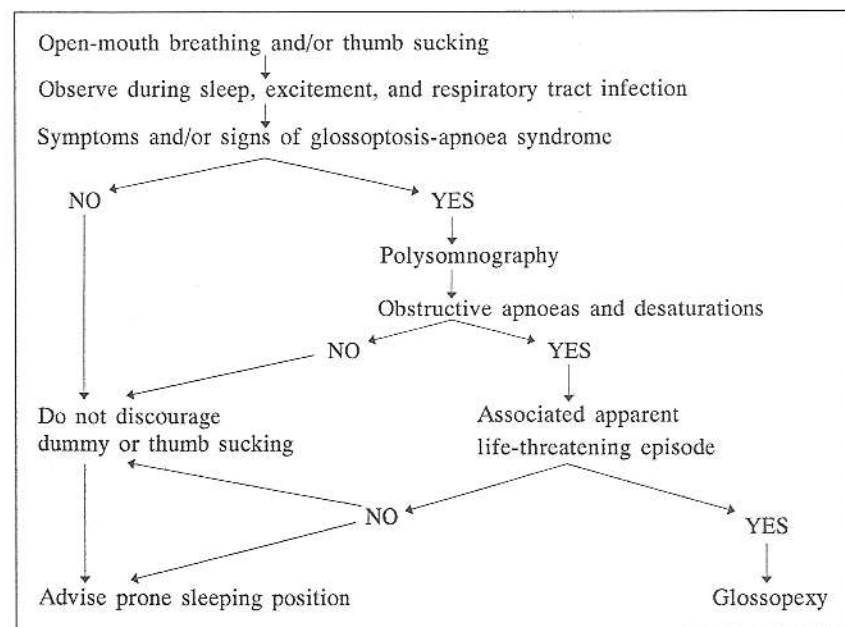 Open-mouth breathing and/or thumb sucking
Observe during sleep, excitement, and respiratory tract infection
Symptoms and/or signs of glossoptosis-apnoea syndrome
NO
YES
Polysomnography
Obstructive apnoeas and desaturations
NO
YES
Do not discourage
dummy or thumb sucking
Associated apparent
life-threatening episode
NO
YES
Advise prone sleeping position
Glossopexy